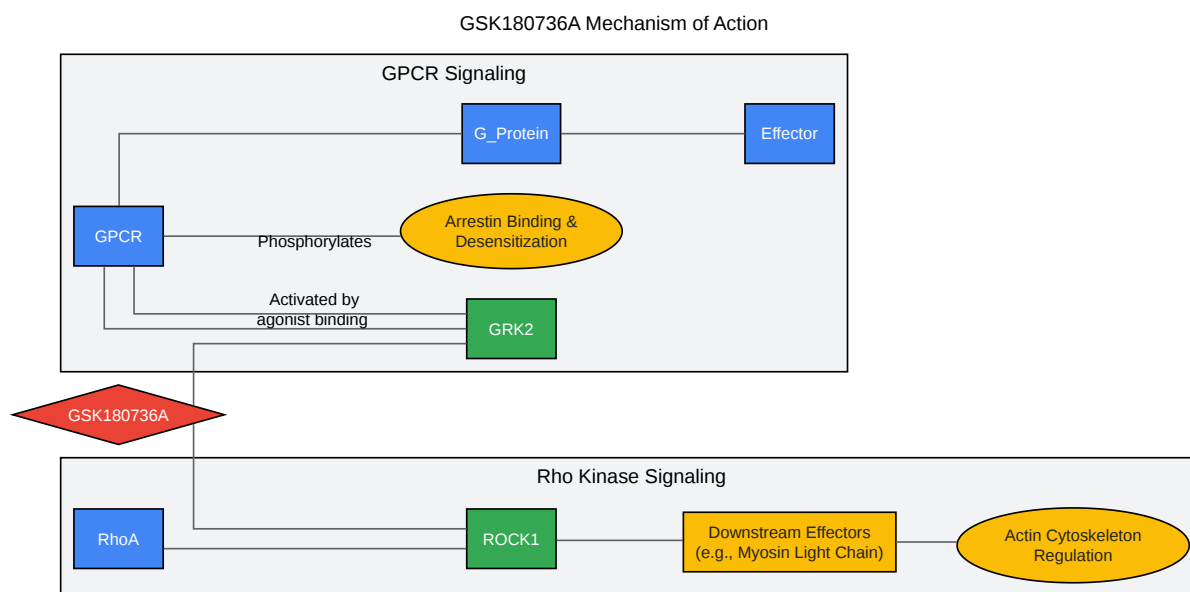 GSK180736A Mechanism of Action
GPCR Signaling
G_Protein
Effector
GPCR
Phosphorylates
Arrestin Binding &
Desensitization
Activated by
agonist binding
GRK2
GSK180736A
Rho Kinase Signaling
RhoA
ROCK1
Downstream Effectors
(e.g., Myosin Light Chain)
Actin Cytoskeleton
Regulation